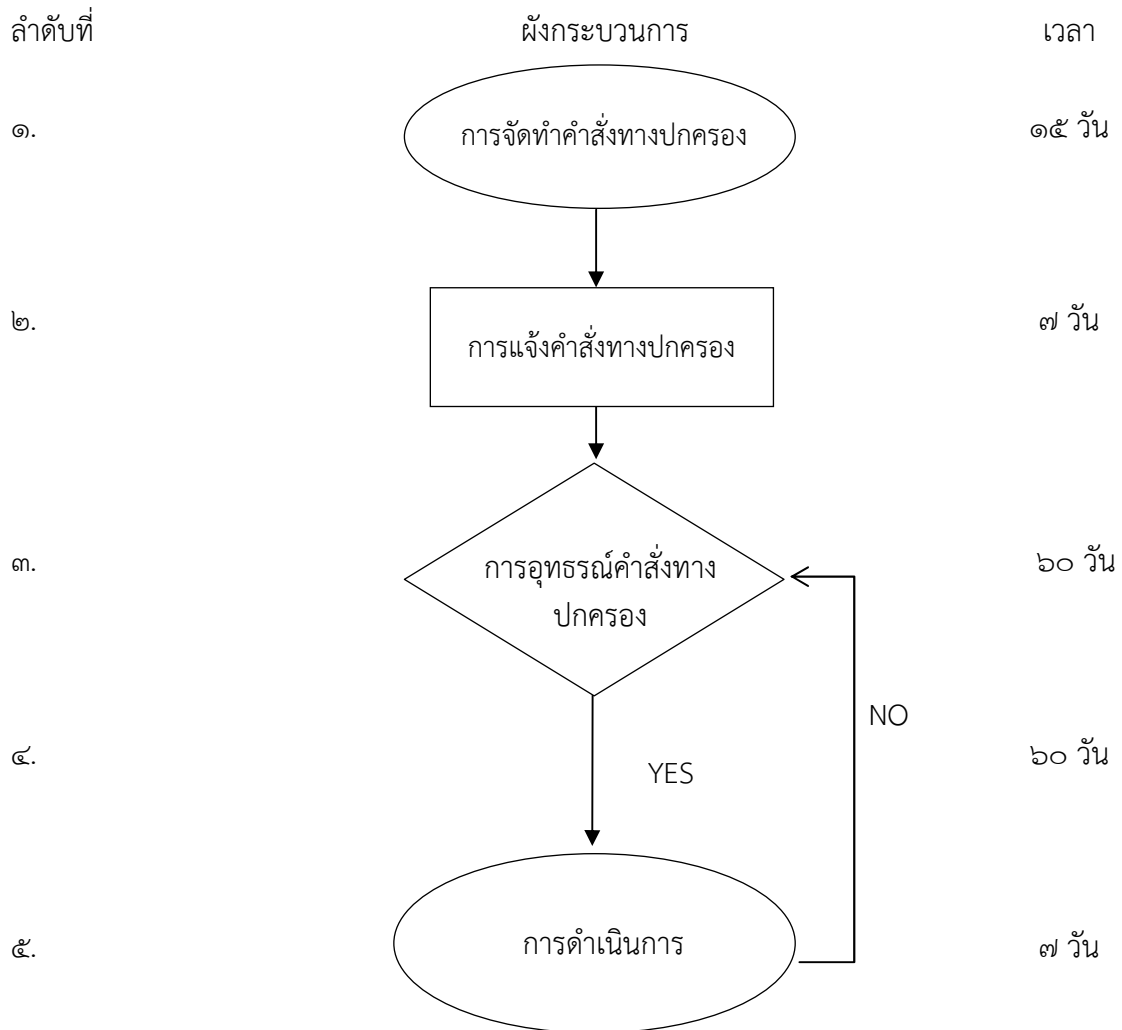 ลำดับที่ ผังกระบวนการ เวลา
๑. การจัดทำคำสั่งทางปกครอง ๑๕ วัน
๒. การแจ้งคำสั่งทางปกครอง ๗ วัน
๓. การอุทธรณ์คำสั่งทาง ๖๐ วัน
ปกครอง
NO
๔. YES ๖๐ วัน
๕. การดำเนินการ ๗ วัน